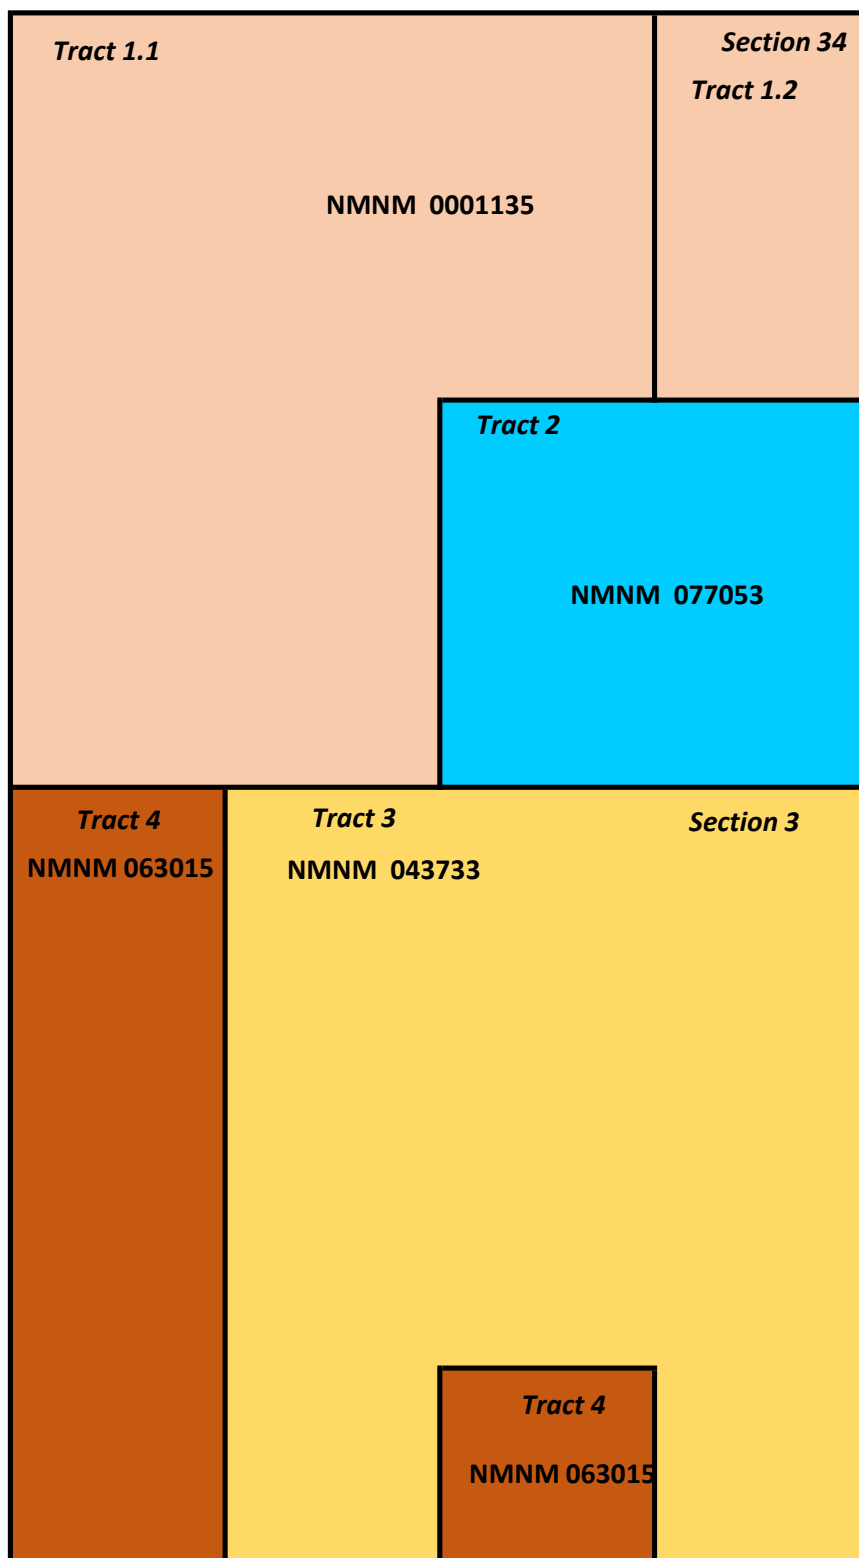 Tract 1.1
Section 34
Tract 1.2
NMNM  0001135
Tract 2
NMNM  077053
Tract 4
NMNM 063015
Tract 3
NMNM  043733
Section 3
Tract 4
NMNM 063015